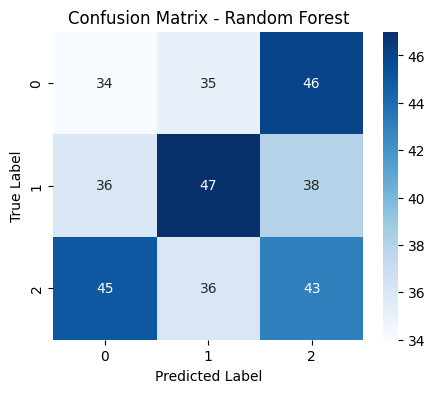 Confusion Matrix - Random Forest
0 34 35 46
1 36 47 38
2 45 36 43
0 1 2
True Label
Predicted Label
46
44
42
40
38
36
34